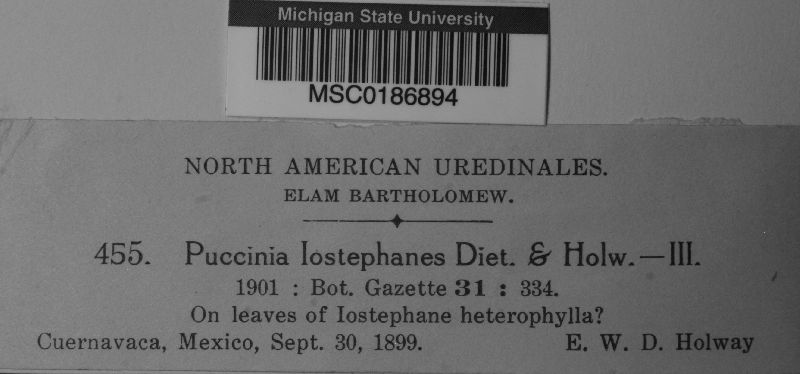 Michigan State University
MSC0186894
NORTH AMERICAN UREDINALES.
ELAM BARTHOLOMEW.
455. Puccinia Iostephanes Diet. & Holw.—III.
1901 : Bot. Gazette 31 : 334.
On leaves of Iostephane heterophylla?
Cuernavaca, Mexico, Sept. 30, 1899. E. W. D. Holway